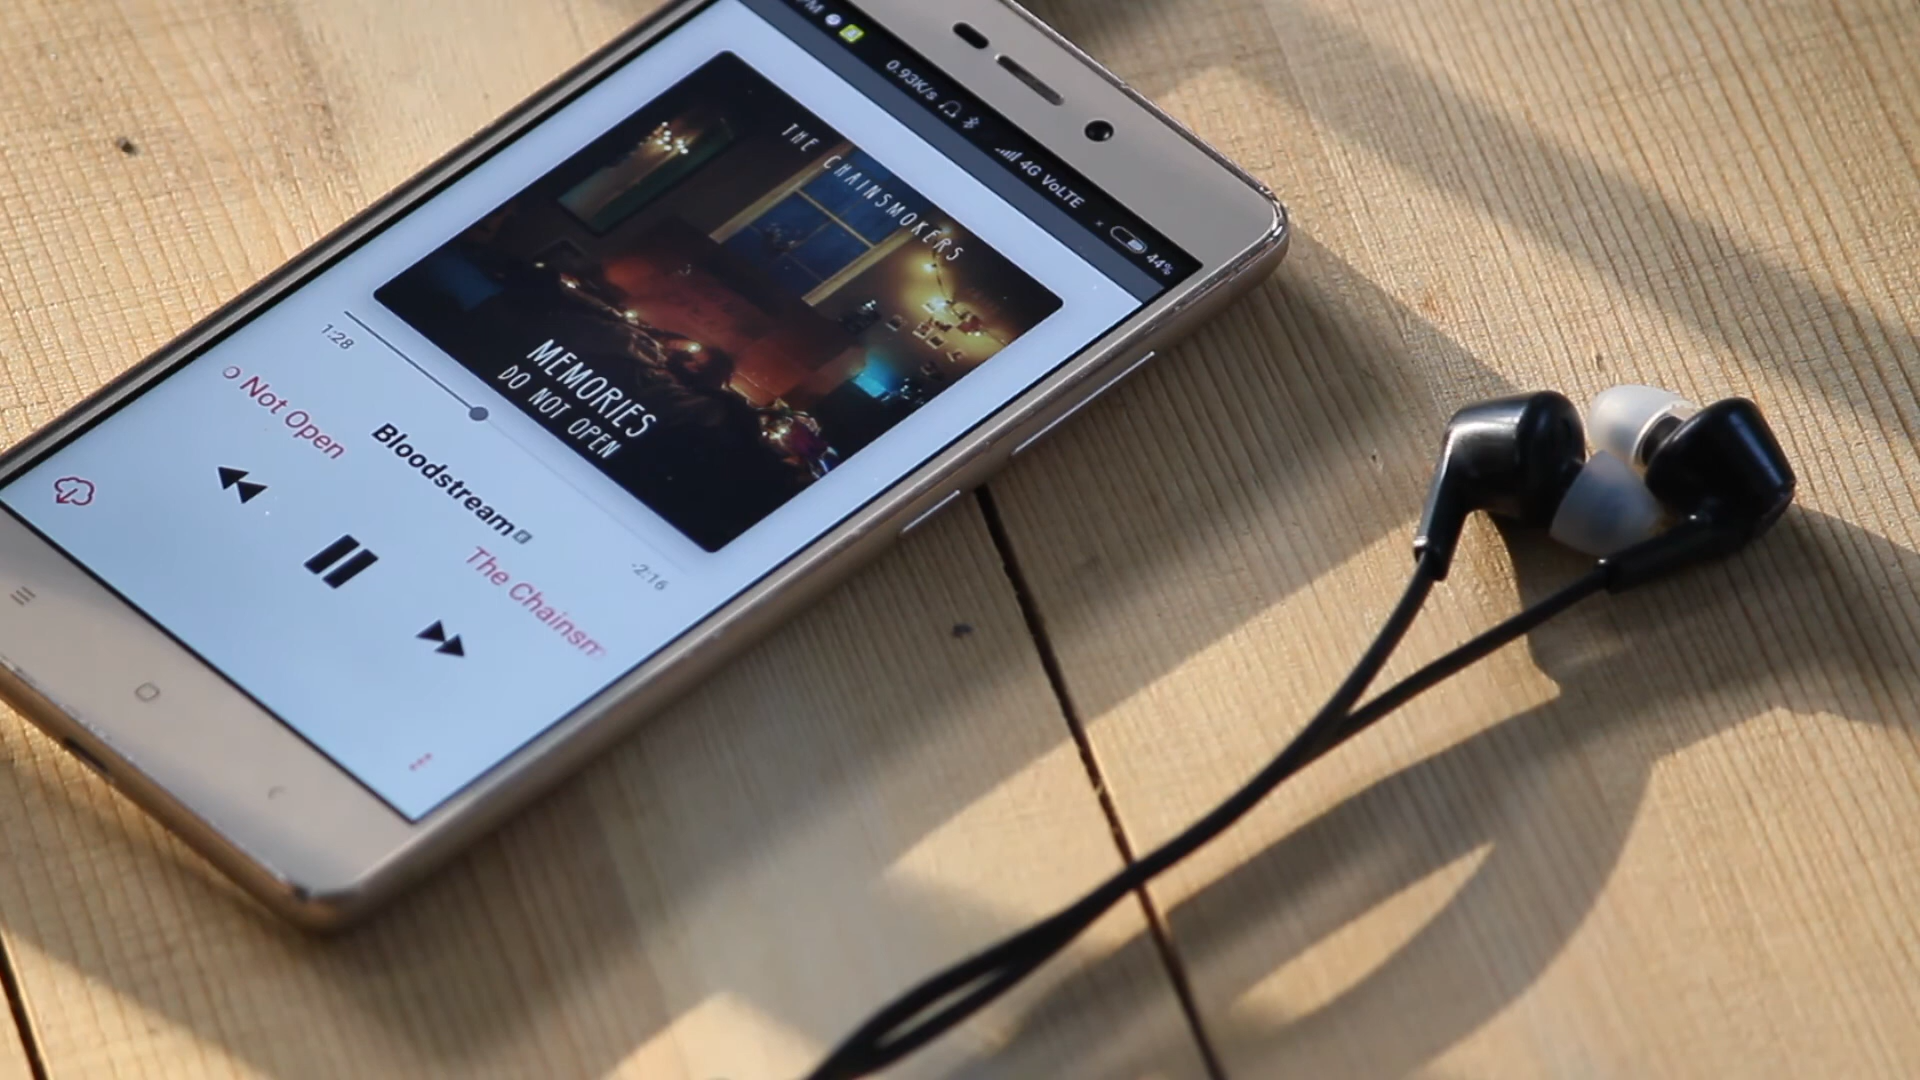 0.93K/s
4G VoLTE
44%
THE CHAINSMOKERS
MEMORIES
DO NOT OPEN
1:28
-2:16
Bloodstream
Not Open
The Chainsm